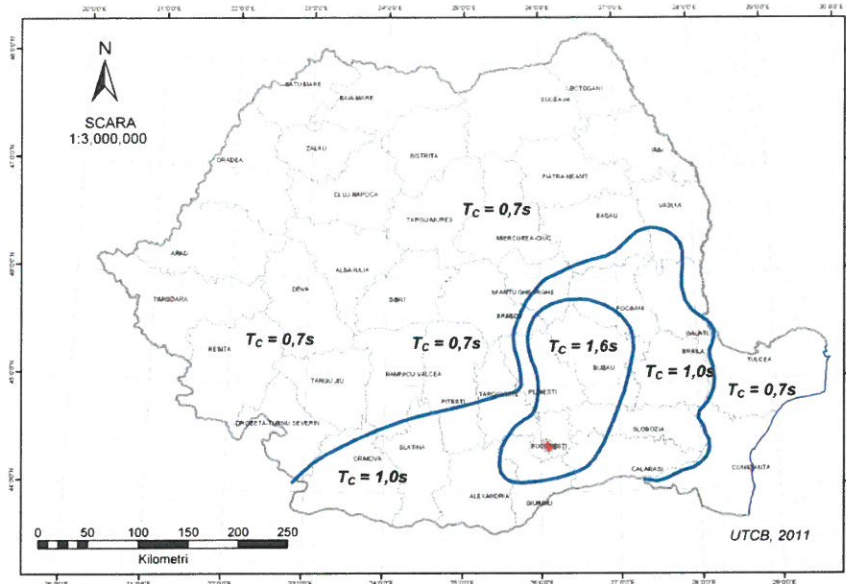 N
SCARA
1:3,000,000
SATU-MARE
BAIA-MARE
SUCEAVA
BOTOSANI
ORADEA
ZALAU
BISTRITA
IASI
CLUJ-NAPOCA
PIATRA-NEAMT
TARGU-MURES
TC = 0,7s
BACAU
VASLUI
MIERCUREA-CIUC
ARAD
TIMISOARA
DEVA
ALBA-IULIA
SIBIU
SFANTU GHEORGHE
BRASOV
FOCSANI
GALATI
BRAILA
TULCEA
RESITA
TC = 0,7s
TC = 0,7s
TC = 1,6s
TC = 1,0s
TC = 0,7s
TARGU JIU
RAMNICU-VALCEA
BUZAU
PITESTI
TARGOVISTE
PLOIESTI
DROBETA-TURNU SEVERIN
SLATINA
CRAIOVA
TC = 1,0s
BUCURESTI
SLOBOZIA
CALARASI
CONSTANTA
ALEXANDRIA
GIURGIU
0 50 100 150 200 250
Kilometri
UTCB, 2011